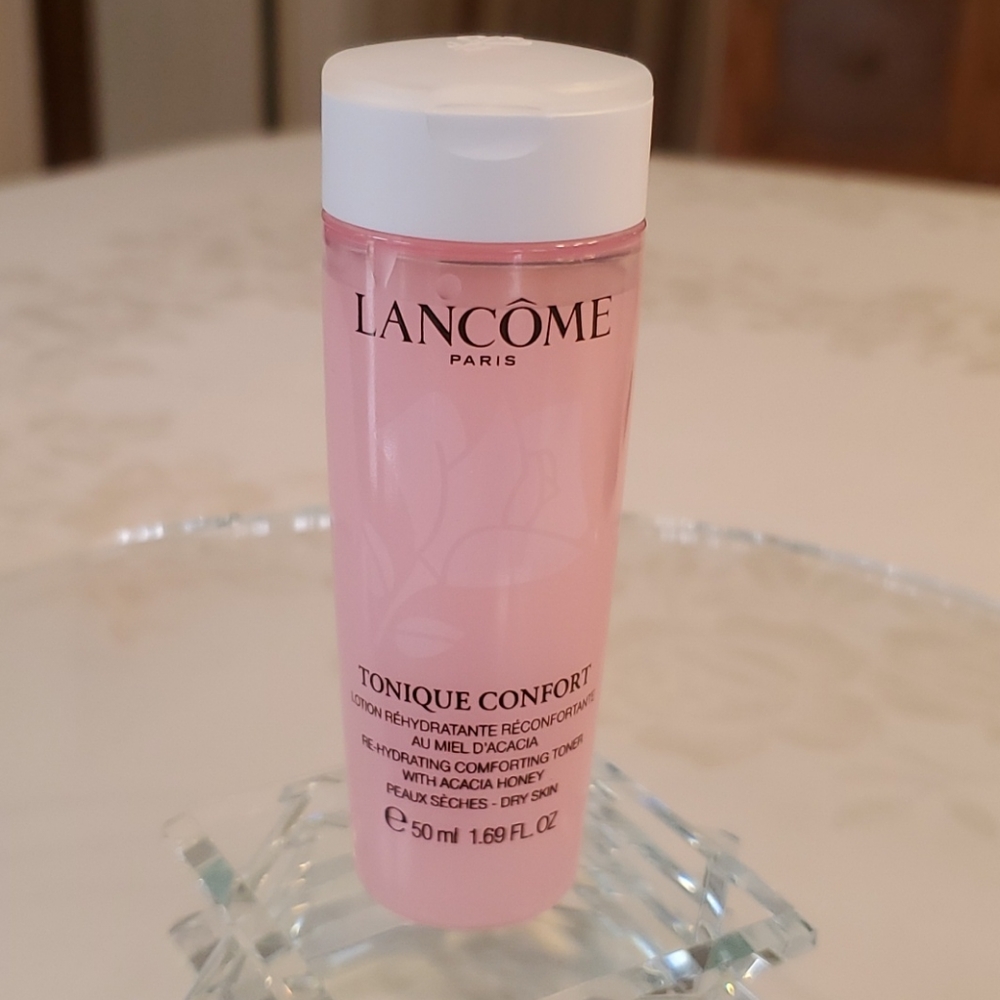 LANCÔME
PARIS
TONIQUE CONFORT
LOTION RÉHYDRATANTE RÉCONFORTANTE
AU MIEL D'ACACIA
RE-HYDRATING COMFORTING TONER
WITH ACACIA HONEY
PEAUX SÈCHES - DRY SKIN
℮ 50 ml 1.69 FL. OZ